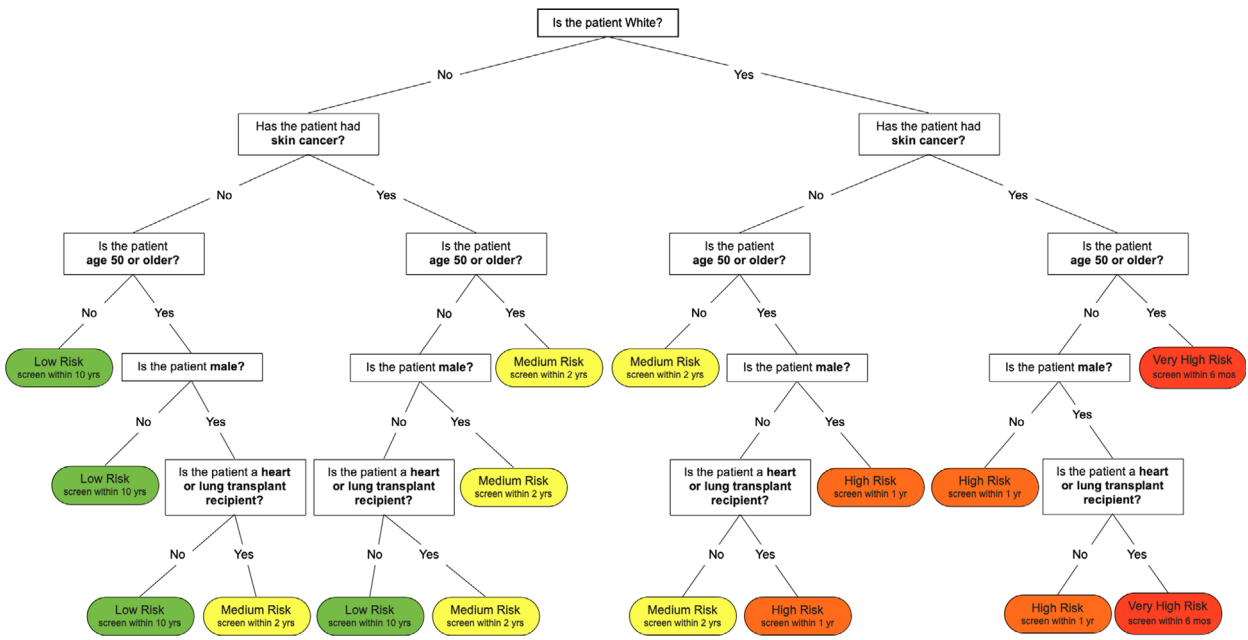 Is the patient White?
No
Yes
Has the patient had
skin cancer?
Has the patient had
skin cancer?
No
Yes
No
Yes
Is the patient
age 50 or older?
Is the patient
age 50 or older?
Is the patient
age 50 or older?
Is the patient
age 50 or older?
No
Yes
No
Yes
No
Yes
No
Yes
Low Risk
screen within 10 yrs
Is the patient male?
Is the patient male?
Medium Risk
screen within 2 yrs
Medium Risk
screen within 2 yrs
Is the patient male?
Is the patient male?
Very High Risk
screen within 6 mos
No
Yes
No
Yes
No
Yes
No
Yes
Low Risk
screen within 10 yrs
Is the patient a heart
or lung transplant
recipient?
Is the patient a heart
or lung transplant
recipient?
Medium Risk
screen within 2 yrs
Is the patient a heart
or lung transplant
recipient?
High Risk
screen within 1 yr
High Risk
screen within 1 yr
Is the patient a heart
or lung transplant
recipient?
No
Yes
No
Yes
No
Yes
No
Yes
Low Risk
screen within 10 yrs
Medium Risk
screen within 2 yrs
Low Risk
screen within 10 yrs
Medium Risk
screen within 2 yrs
Medium Risk
screen within 2 yrs
High Risk
screen within 1 yr
High Risk
screen within 1 yr
Very High Risk
screen within 6 mos